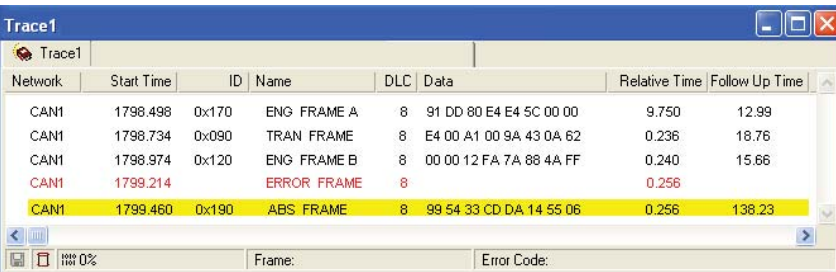 Trace1
Trace1
Network Start Time ID Name DLC Data Relative Time Follow Up Time
CAN1 1798.498 0x170 ENG FRAME A 8 91 DD 80 E4 E4 5C 00 00 9.750 12.99
CAN1 1798.734 0x090 TRAN FRAME 8 E4 00 A1 00 9A 43 0A 62 0.236 18.76
CAN1 1798.974 0x120 ENG FRAME B 8 00 00 12 FA 7A 88 4A FF 0.240 15.66
CAN1 1799.214 ERROR FRAME 8 0.256
CAN1 1799.460 0x190 ABS FRAME 8 99 54 33 CD DA 14 55 06 0.256 138.23
0% Frame: Error Code: